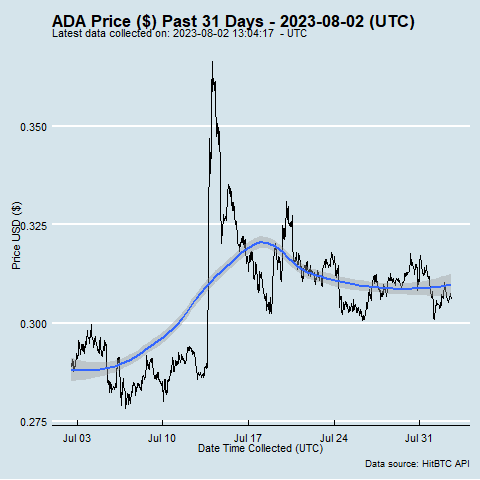 ADA Price ($) Past 31 Days - 2023-08-02 (UTC)
Latest data collected on: 2023-08-02 13:04:17 - UTC
0.350
0.325
0.300
0.275
Price USD ($)
Jul 03 Jul 10 Jul 17 Jul 24 Jul 31
Date Time Collected (UTC)
Data source: HitBTC API